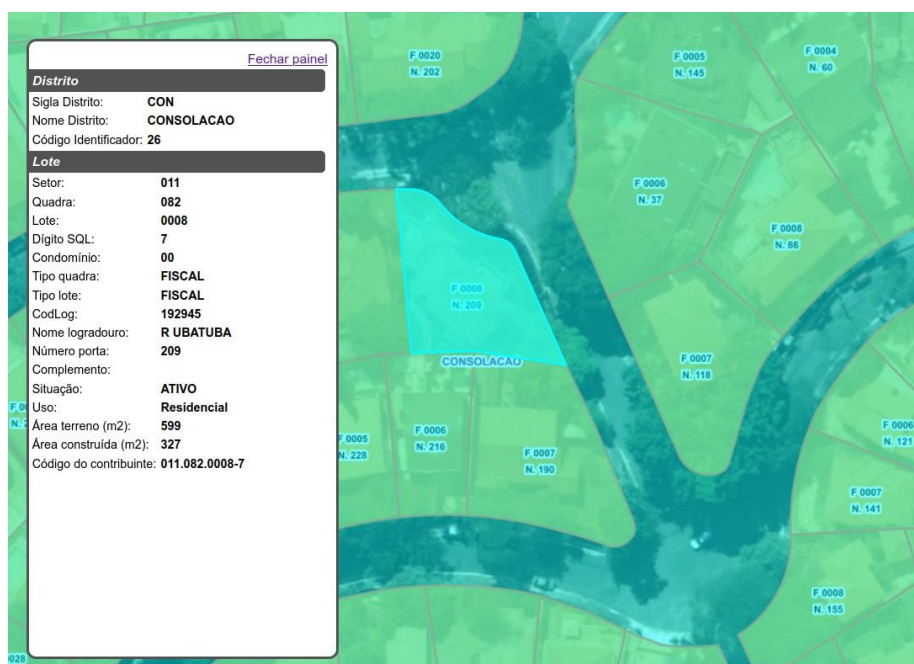 Fechar painel
Distrito
Sigla Distrito: CON
Nome Distrito: CONSOLACAO
Código Identificador: 26
Lote
Setor: 011
Quadra: 082
Lote: 0008
Dígito SQL: 7
Condomínio: 00
Tipo quadra: FISCAL
Tipo lote: FISCAL
CodLog: 192945
Nome logradouro: R UBATUBA
Número porta: 209
Complemento:
Situação: ATIVO
Uso: Residencial
Área terreno (m2): 599
Área construída (m2): 327
Código do contribuinte: 011.082.0008-7
F 0020
N. 202
F 0005
N. 145
F 0004
N. 60
F 0006
N. 37
F 0008
N. 86
F 0008
N. 209
CONSOLACAO
F 0007
N. 118
F 0005
N. 228
F 0006
N. 216
F 0007
N. 190
F 0006
N. 121
F 0007
N. 141
F 0008
N. 155
0028